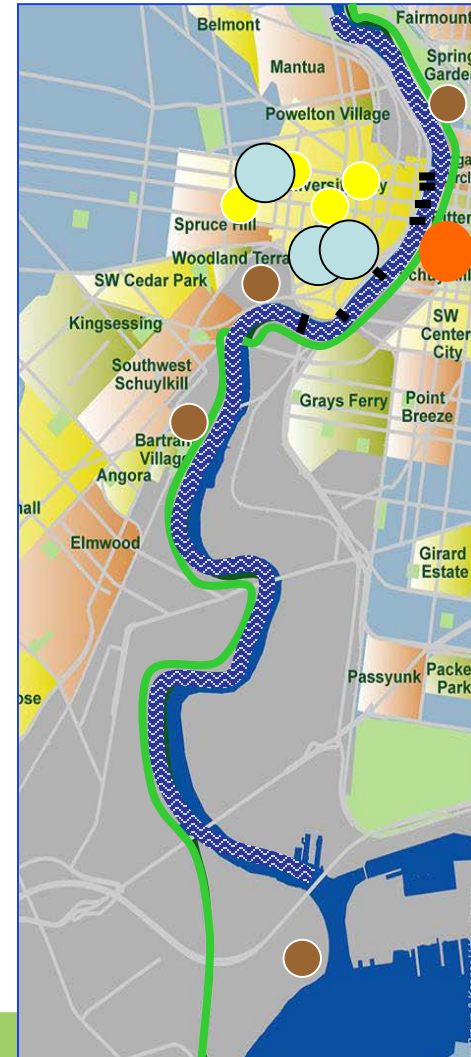 Belmont
Fairmount
Mantua
Spring
Garde
Powelton Village
Spruce Hill
Woodland Terra
SW Cedar Park
SW
Center
City
Kingsessing
Southwest
Schuylkill
Grays Ferry
Point
Breeze
Bartram
Village
Angora
Elmwood
Girard
Estate
Passyunk
Packe
Park